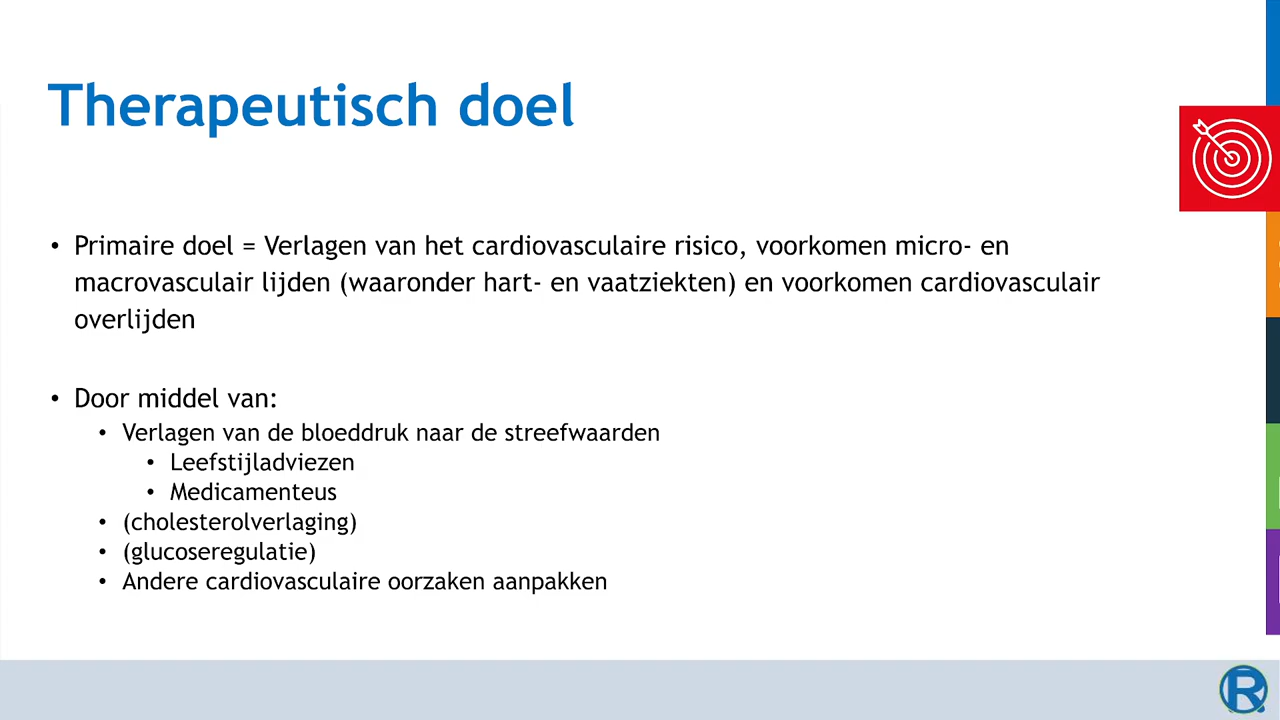 Therapeutisch doel
• Primaire doel = Verlagen van het cardiovasculaire risico, voorkomen micro- en
macrovasculair lijden (waaronder hart- en vaatziekten) en voorkomen cardiovasculair
overlijden
• Door middel van:
• Verlagen van de bloeddruk naar de streefwaarden
• Leefstijladviezen
• Medicamenteus
• (cholesterolverlaging)
• (glucoseregulatie)
• Andere cardiovasculaire oorzaken aanpakken
R